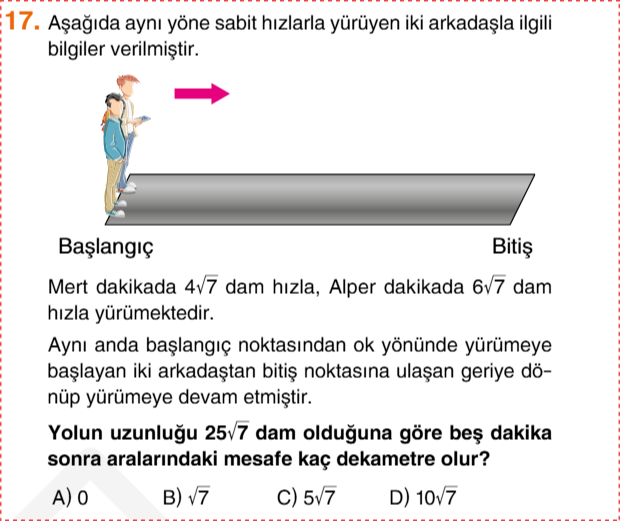 17. Aşağıda aynı yöne sabit hızlarla yürüyen iki arkadaşla ilgili
bilgiler verilmiştir.
Başlangıç Bitiş
Mert dakikada 4√7 dam hızla, Alper dakikada 6√7 dam
hızla yürümektedir.
Aynı anda başlangıç noktasından ok yönünde yürümeye
başlayan iki arkadaştan bitiş noktasına ulaşan geriye dö-
nüp yürümeye devam etmiştir.
Yolun uzunluğu 25√7 dam olduğuna göre beş dakika
sonra aralarındaki mesafe kaç dekametre olur?
A) 0 B) √7 C) 5√7 D) 10√7